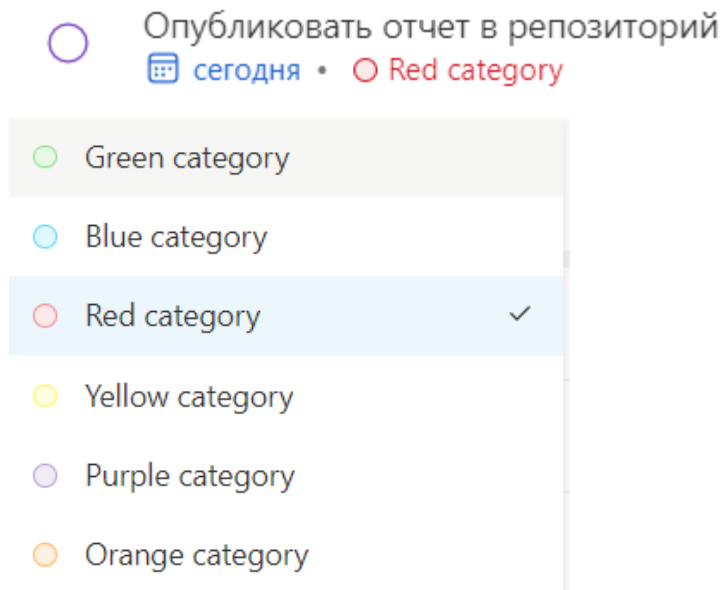 Опубликовать отчет в репозиторий
сегодня • Red category
Green category
Blue category
Red category
Yellow category
Purple category
Orange category